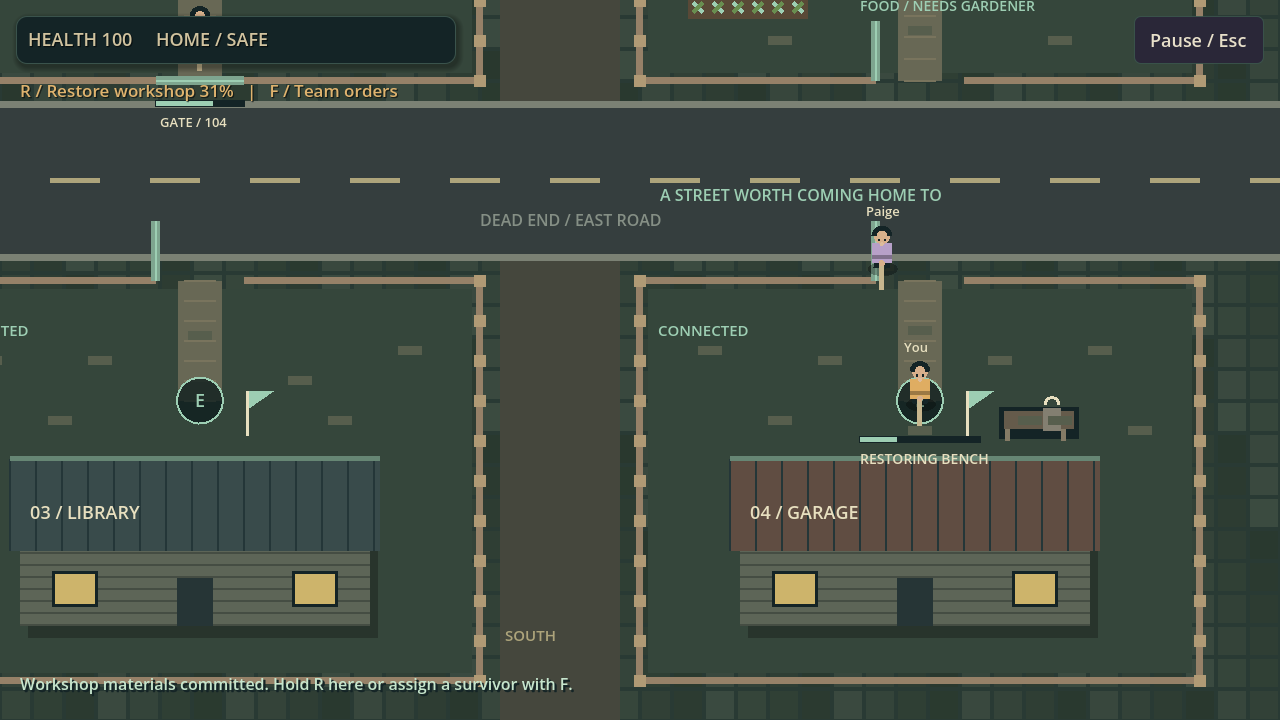 FOOD / NEEDS GARDENER
HEALTH 100 HOME / SAFE
Pause / Esc
R / Restore workshop 31% | F / Team orders
GATE / 104
A STREET WORTH COMING HOME TO
Paige
DEAD END / EAST ROAD
TED
CONNECTED
You
E
RESTORING BENCH
03 / LIBRARY
04 / GARAGE
SOUTH
Workshop materials committed. Hold R here or assign a survivor with F.